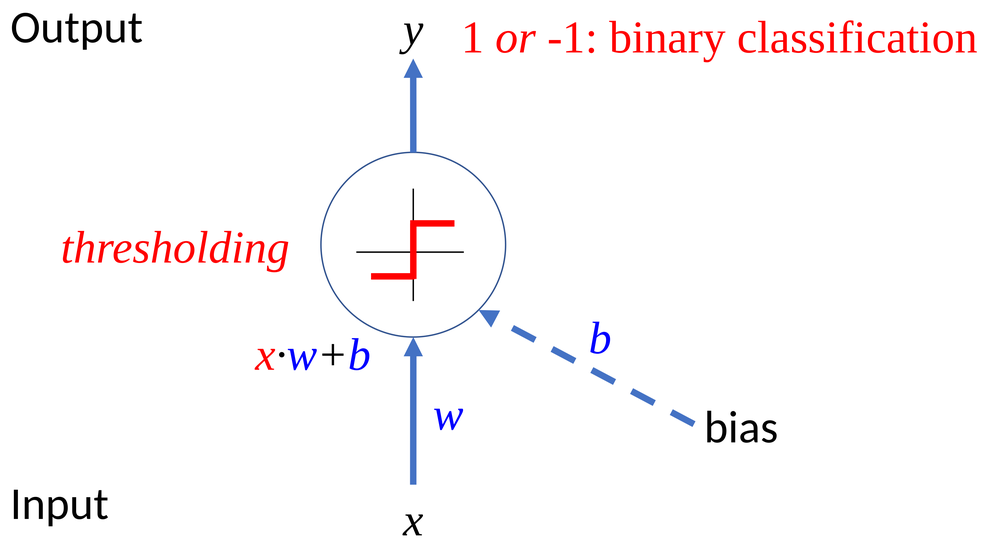 Output
y
1 or -1: binary classification
thresholding
x·w+b
b
w
bias
Input
x